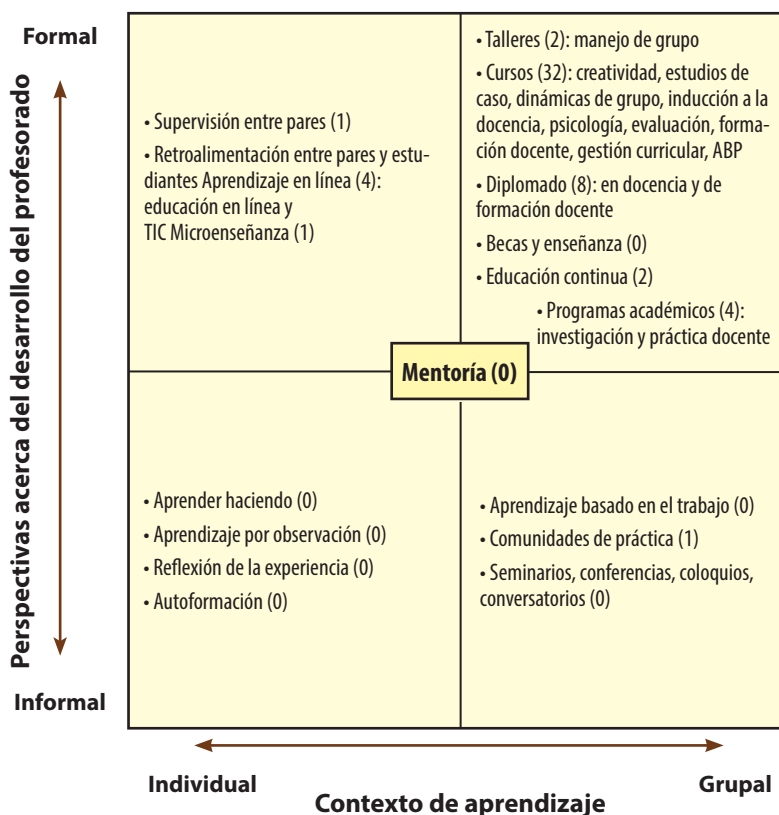 Formal
Perspectivas acerca del desarrollo del profesorado
Informal
• Supervisión entre pares (1)
• Retroalimentación entre pares y estu-
diantes Aprendizaje en línea (4):
educación en línea y
TIC Microenseñanza (1)
• Talleres (2): manejo de grupo
• Cursos (32): creatividad, estudios de
caso, dinámicas de grupo, inducción a la
docencia, psicología, evaluación, forma-
ción docente, gestión curricular, ABP
• Diplomado (8): en docencia y de
formación docente
• Becas y enseñanza (0)
• Educación continua (2)
• Programas académicos (4):
investigación y práctica docente
Mentoría (0)
• Aprender haciendo (0)
• Aprendizaje por observación (0)
• Reflexión de la experiencia (0)
• Autoformación (0)
• Aprendizaje basado en el trabajo (0)
• Comunidades de práctica (1)
• Seminarios, conferencias, coloquios,
conversatorios (0)
Individual
Grupal
Contexto de aprendizaje